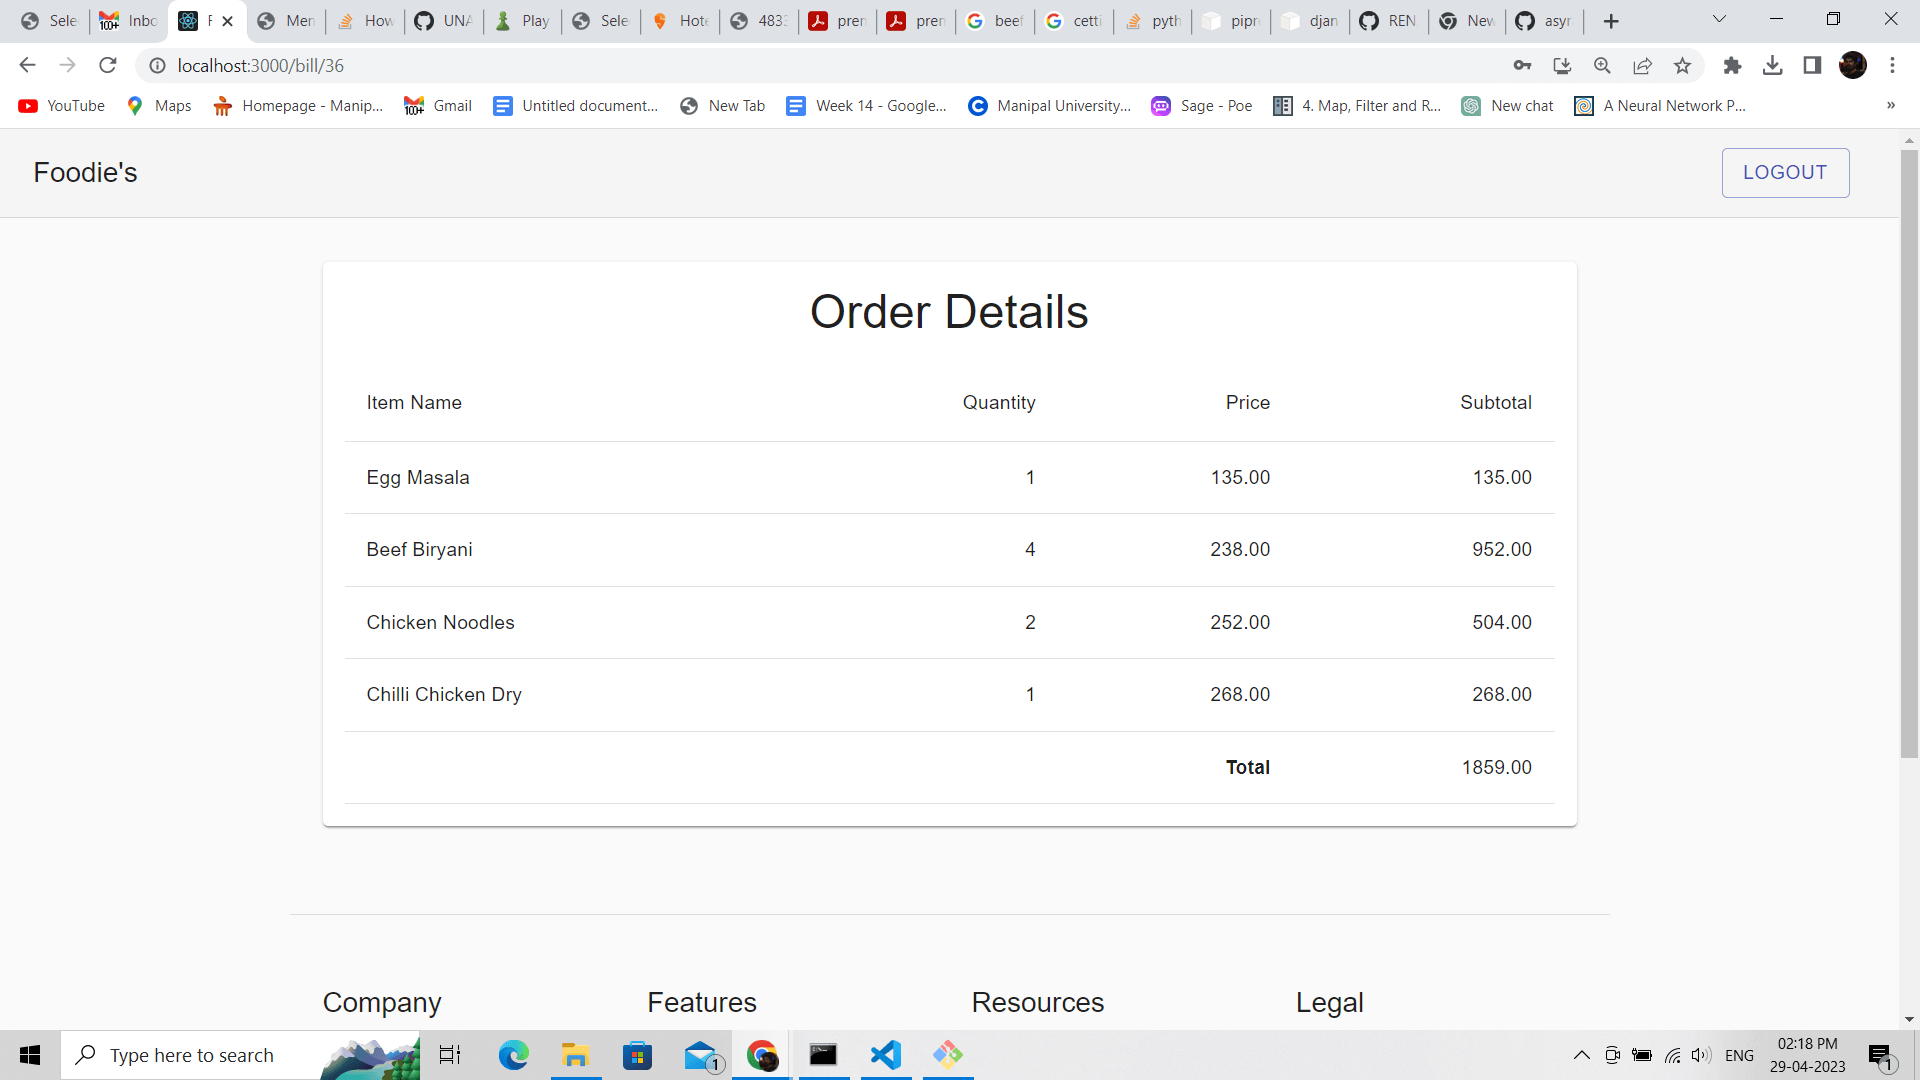 Sele Inbo F Men How UNA Play Sele Hote 4833 pren pren beef cetti pyth pipr djan REN New asyr
localhost:3000/bill/36
YouTube Maps Homepage - Manip... Gmail Untitled document... New Tab Week 14 - Google... Manipal University... Sage - Poe 4. Map, Filter and R... New chat A Neural Network P... »
Foodie's LOGOUT
Order Details
Item Name Quantity Price Subtotal
Egg Masala 1 135.00 135.00
Beef Biryani 4 238.00 952.00
Chicken Noodles 2 252.00 504.00
Chilli Chicken Dry 1 268.00 268.00
Total 1859.00
Company Features Resources Legal
Type here to search 1 ENG 02:18 PM
29-04-2023 1